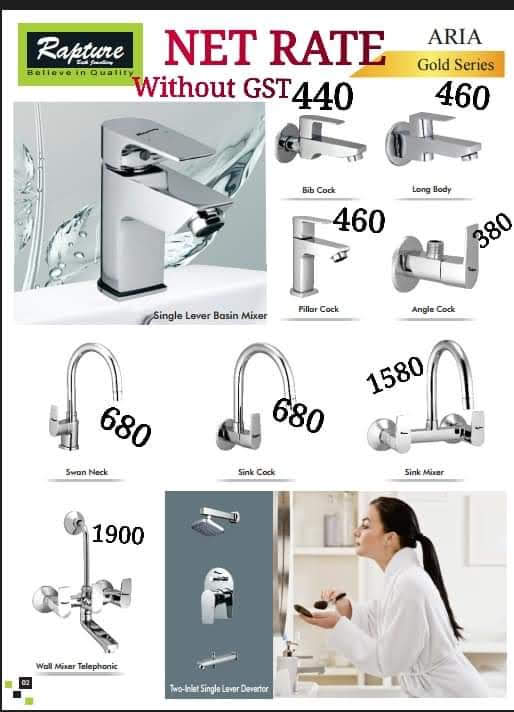 Rapture
Bath Jewellery
Believe in Quality
NET RATE
Without GST
ARIA
Gold Series
440
Bib Cock
460
Long Body
Single Lever Basin Mixer
460
Pillar Cock
380
Angle Cock
680
Swan Neck
680
Sink Cock
1580
Sink Mixer
1900
Wall Mixer Telephonic
Two-Inlet Single Lever Devertor
02